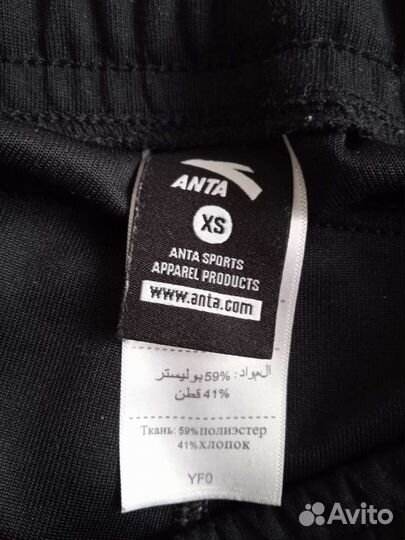 ANTA
XS
ANTA SPORTS
APPAREL PRODUCTS
www.anta.com
المواد: 59% بوليستر
41% قطن
Ткань: 59%полиэстер
41%хлопок
YF0
Avito